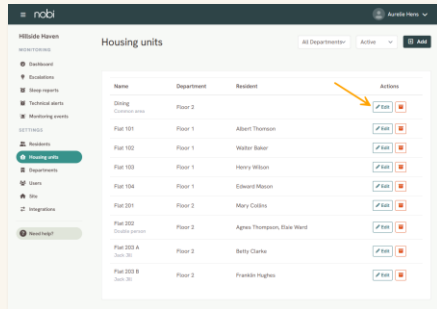 nobi
Aurelie Hens
Hillside Haven
MONITORING
Dashboard
Escalations
Sleep reports
Technical alerts
Monitoring events
SETTINGS
Residents
Housing units
Departments
Users
Site
Integrations
Need help?
Housing units
All Departments
Active
Add
Name Department Resident Actions
Dining Floor 2 Edit
Common area
Flat 101 Floor 1 Albert Thomson Edit
Flat 102 Floor 1 Walter Baker Edit
Flat 103 Floor 1 Henry Wilson Edit
Flat 104 Floor 1 Edward Mason Edit
Flat 201 Floor 2 Mary Collins Edit
Flat 202 Floor 2 Agnes Thompson, Elsie Ward Edit
Double person
Flat 203 A Floor 2 Betty Clarke Edit
Flat 203 B Floor 2 Franklin Hughes Edit